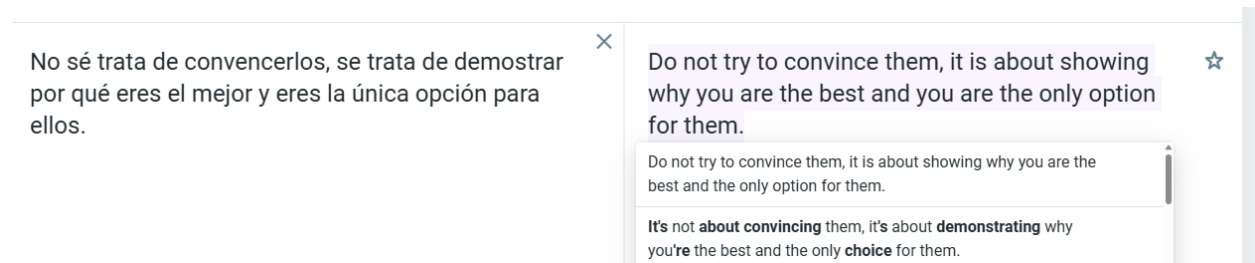 No sé trata de convencerlos, se trata de demostrar
por qué eres el mejor y eres la única opción para
ellos.
Do not try to convince them, it is about showing
why you are the best and you are the only option
for them.
Do not try to convince them, it is about showing why you are the
best and the only option for them.
It's not about convincing them, it's about demonstrating why
you're the best and the only choice for them.